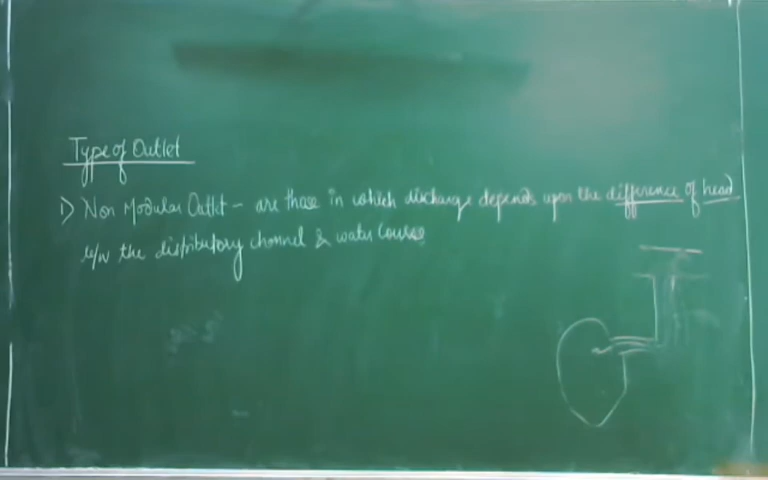 Type of Outlet
1) Non Modular Outlet - are those in which discharge depends upon the difference of head
b/w the distributory channel & water course